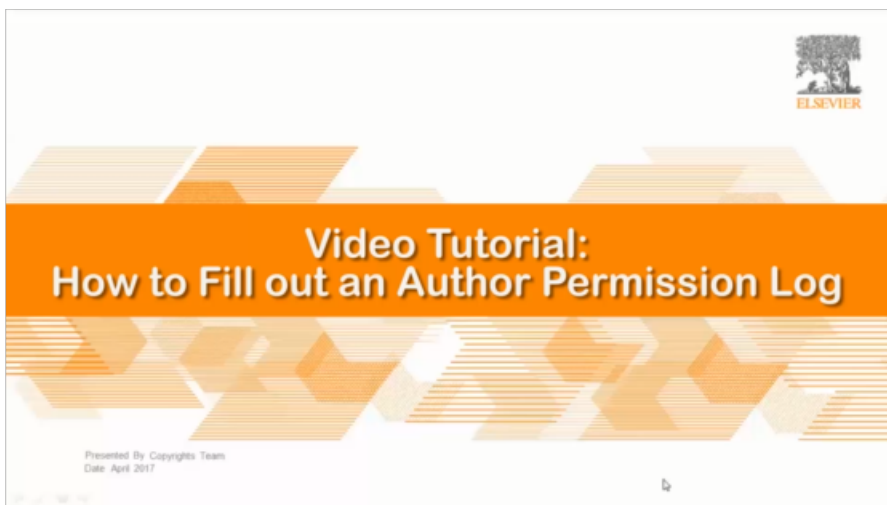 ELSEVIER
Video Tutorial:
How to Fill out an Author Permission Log
Presented By Copyrights Team
Date April 2017